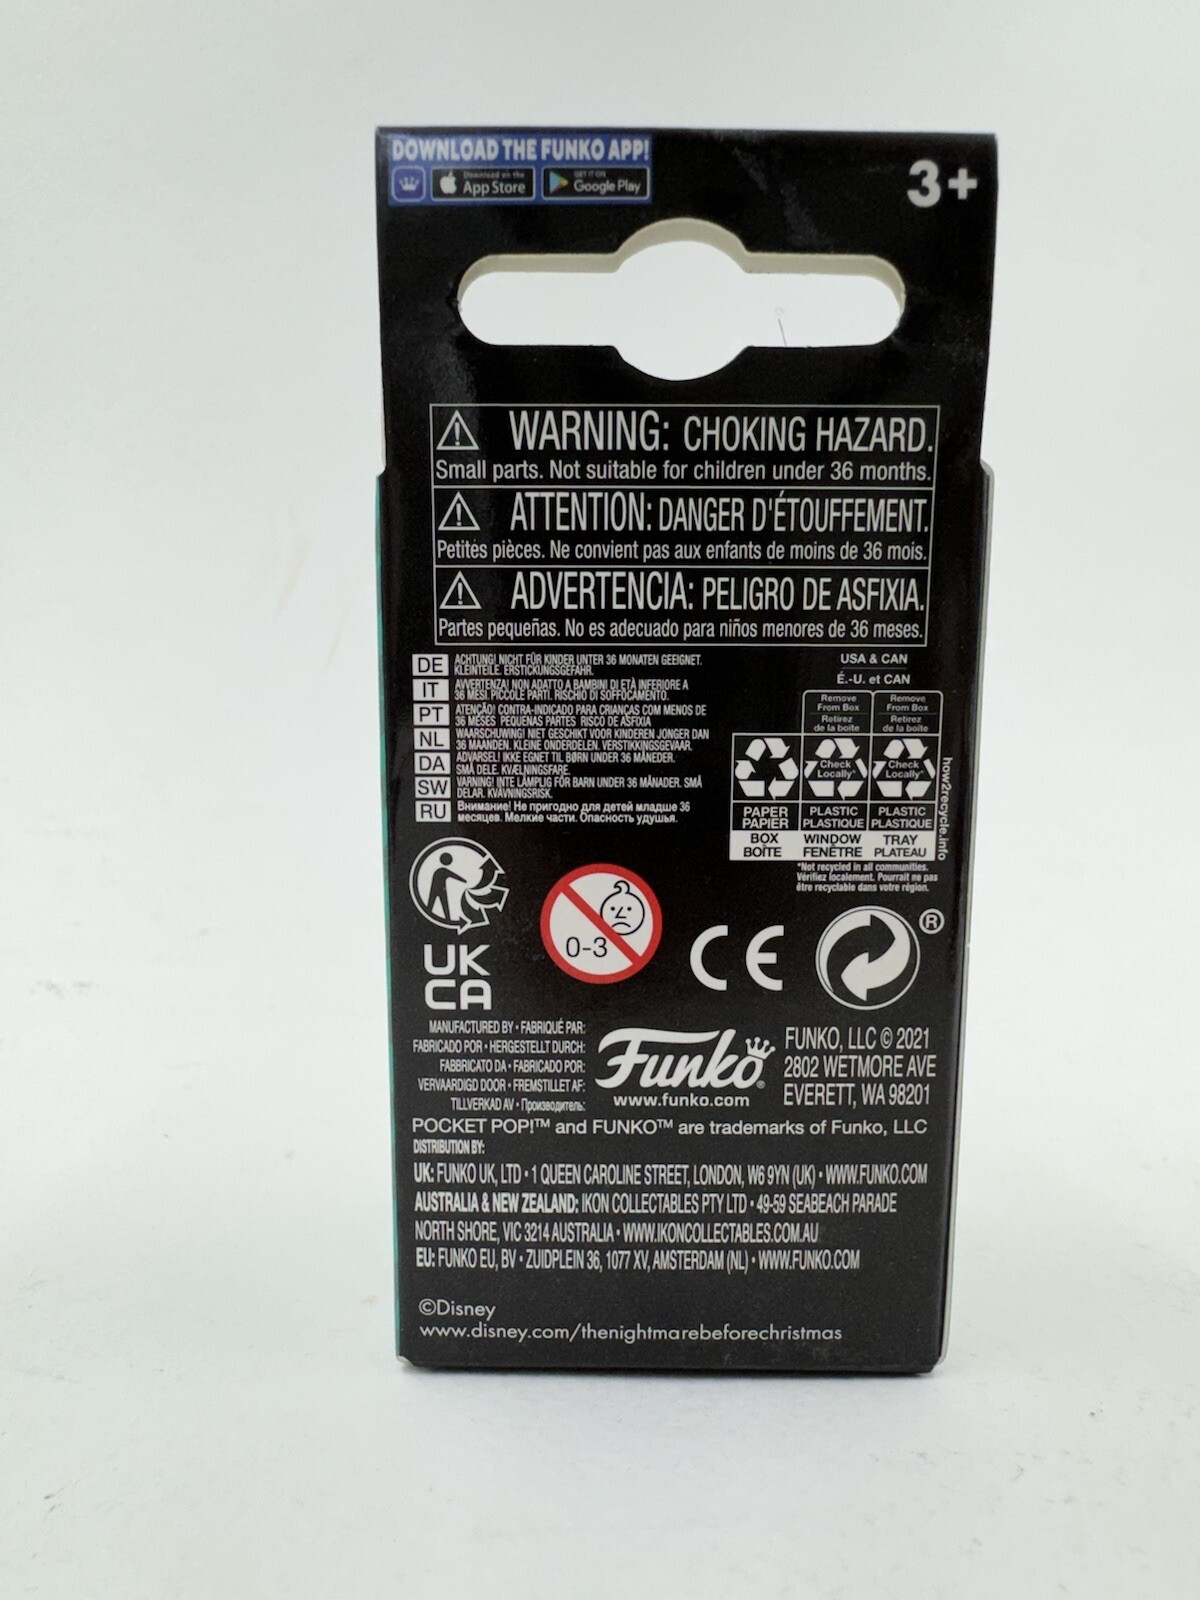 DOWNLOAD THE FUNKO APP!
Download on the
App Store
GET IT ON
Google Play
3+
WARNING: CHOKING HAZARD.
Small parts. Not suitable for children under 36 months.
ATTENTION: DANGER D'ÉTOUFFEMENT.
Petites pièces. Ne convient pas aux enfants de moins de 36 mois.
ADVERTENCIA: PELIGRO DE ASFIXIA.
Partes pequeñas. No es adecuado para niños menores de 36 meses.
DE ACHTUNG! NICHT FÜR KINDER UNTER 36 MONATEN GEEIGNET.
KLEINTEILE. ERSTICKUNGSGEFAHR.
IT AVVERTENZA! NON ADATTO A BAMBINI DI ETÀ INFERIORE A
36 MESI. PICCOLE PARTI. RISCHIO DI SOFFOCAMENTO.
PT ATENÇÃO! CONTRA-INDICADO PARA CRIANÇAS COM MENOS DE
36 MESES PEQUENAS PARTES RISCO DE ASFIXIA
NL WAARSCHUWING! NIET GESCHIKT VOOR KINDEREN JONGER DAN
36 MAANDEN. KLEINE ONDERDELEN. VERSTIKKINGSGEVAAR.
DA ADVARSEL! IKKE EGNET TIL BØRN UNDER 36 MÅNEDER.
SMÅ DELE. KVÆLNINGSFARE.
SW VARNING! INTE LÄMPLIG FÖR BARN UNDER 36 MÅNADER. SMÅ
DELAR. KVÄVNINGSRISK.
RU Внимание! Не пригодно для детей младше 36
месяцев. Мелкие части. Опасность удушья.
USA & CAN
É.-U. et CAN
Remove
From Box
Retirez
de la boîte
Remove
From Box
Retirez
de la boîte
Check
Locally*
Check
Locally*
PAPER
PAPIER
PLASTIC
PLASTIQUE
PLASTIC
PLASTIQUE
BOX
BOÎTE
WINDOW
FENÊTRE
TRAY
PLATEAU
how2recycle.info
*Not recycled in all communities.
Vérifiez localement. Pourrait ne pas
être recyclable dans votre région.
0-3
CE
®
UK
CA
MANUFACTURED BY • FABRIQUÉ PAR:
FABRICADO POR • HERGESTELLT DURCH:
FABBRICATO DA • FABRICADO POR:
VERVAARDIGD DOOR • FREMSTILLET AF:
TILLVERKAD AV • Производитель:
Funko®
www.funko.com
FUNKO, LLC © 2021
2802 WETMORE AVE
EVERETT, WA 98201
POCKET POP!™ and FUNKO™ are trademarks of Funko, LLC
DISTRIBUTION BY:
UK: FUNKO UK, LTD • 1 QUEEN CAROLINE STREET, LONDON, W6 9YN (UK) • WWW.FUNKO.COM
AUSTRALIA & NEW ZEALAND: IKON COLLECTABLES PTY LTD • 49-59 SEABEACH PARADE
NORTH SHORE, VIC 3214 AUSTRALIA • WWW.IKONCOLLECTABLES.COM.AU
EU: FUNKO EU, BV • ZUIDPLEIN 36, 1077 XV, AMSTERDAM (NL) • WWW.FUNKO.COM
©Disney
www.disney.com/thenightmarebeforechristmas